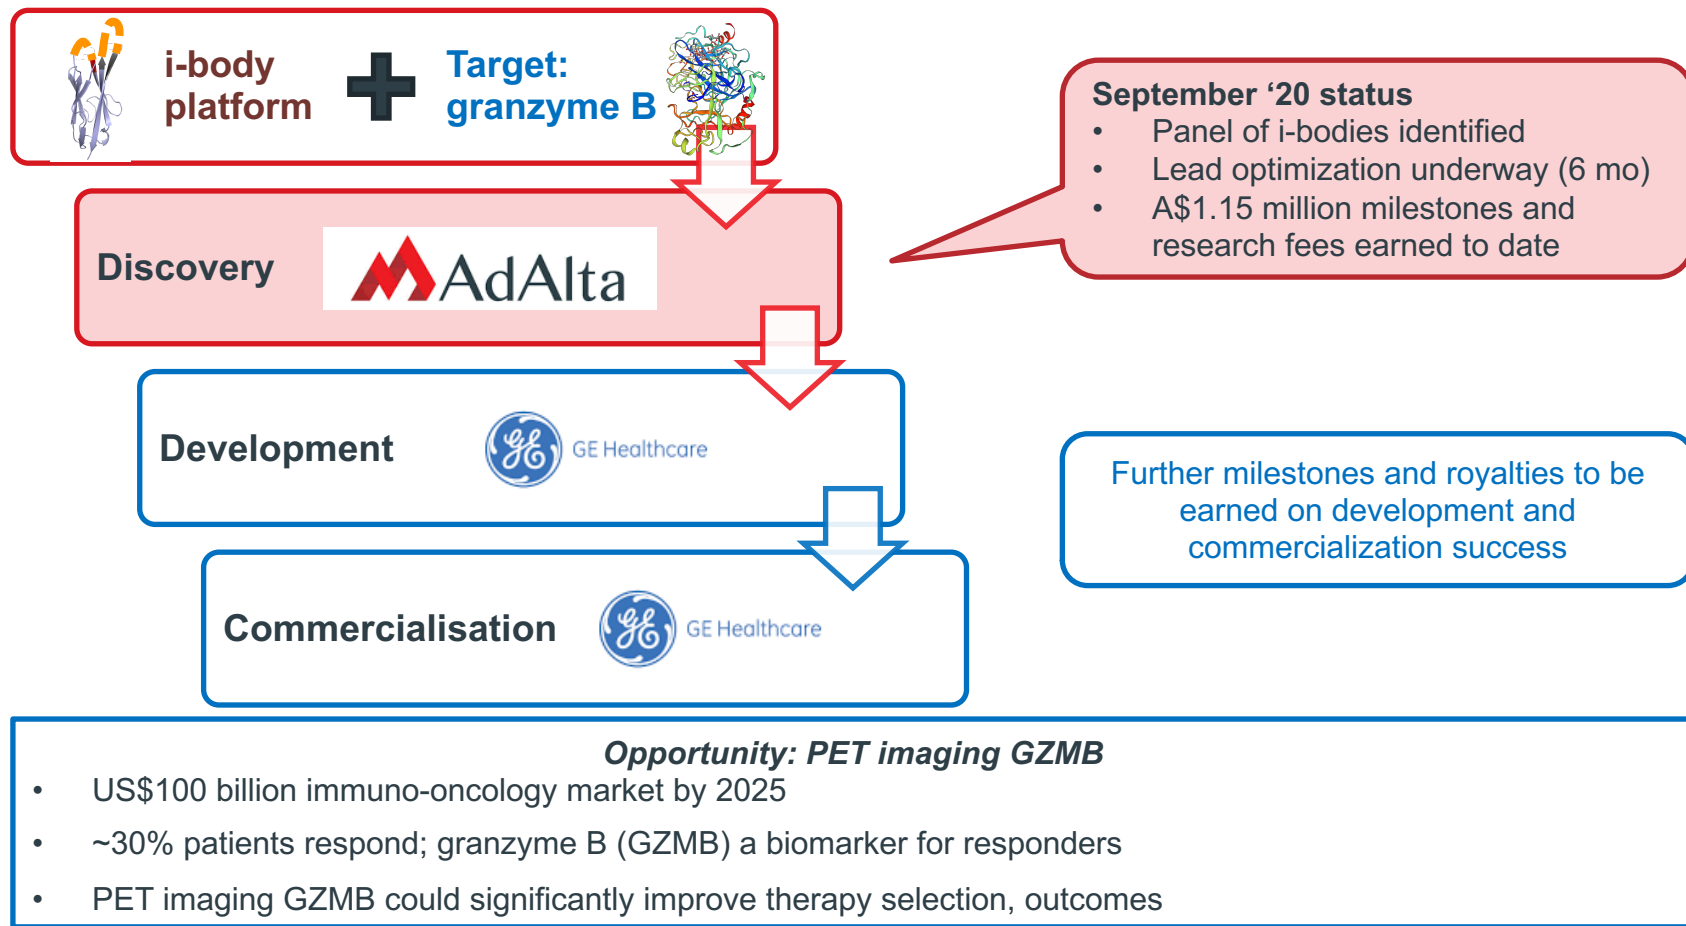 i-body
platform
Target:
granzyme B
September ‘20 status
• Panel of i-bodies identified
• Lead optimization underway (6 mo)
• A$1.15 million milestones and
research fees earned to date
Discovery
AdAlta
Development
GE
GE Healthcare
Further milestones and royalties to be
earned on development and
commercialization success
Commercialisation
GE
GE Healthcare
Opportunity: PET imaging GZMB
• US$100 billion immuno-oncology market by 2025
• ~30% patients respond; granzyme B (GZMB) a biomarker for responders
• PET imaging GZMB could significantly improve therapy selection, outcomes